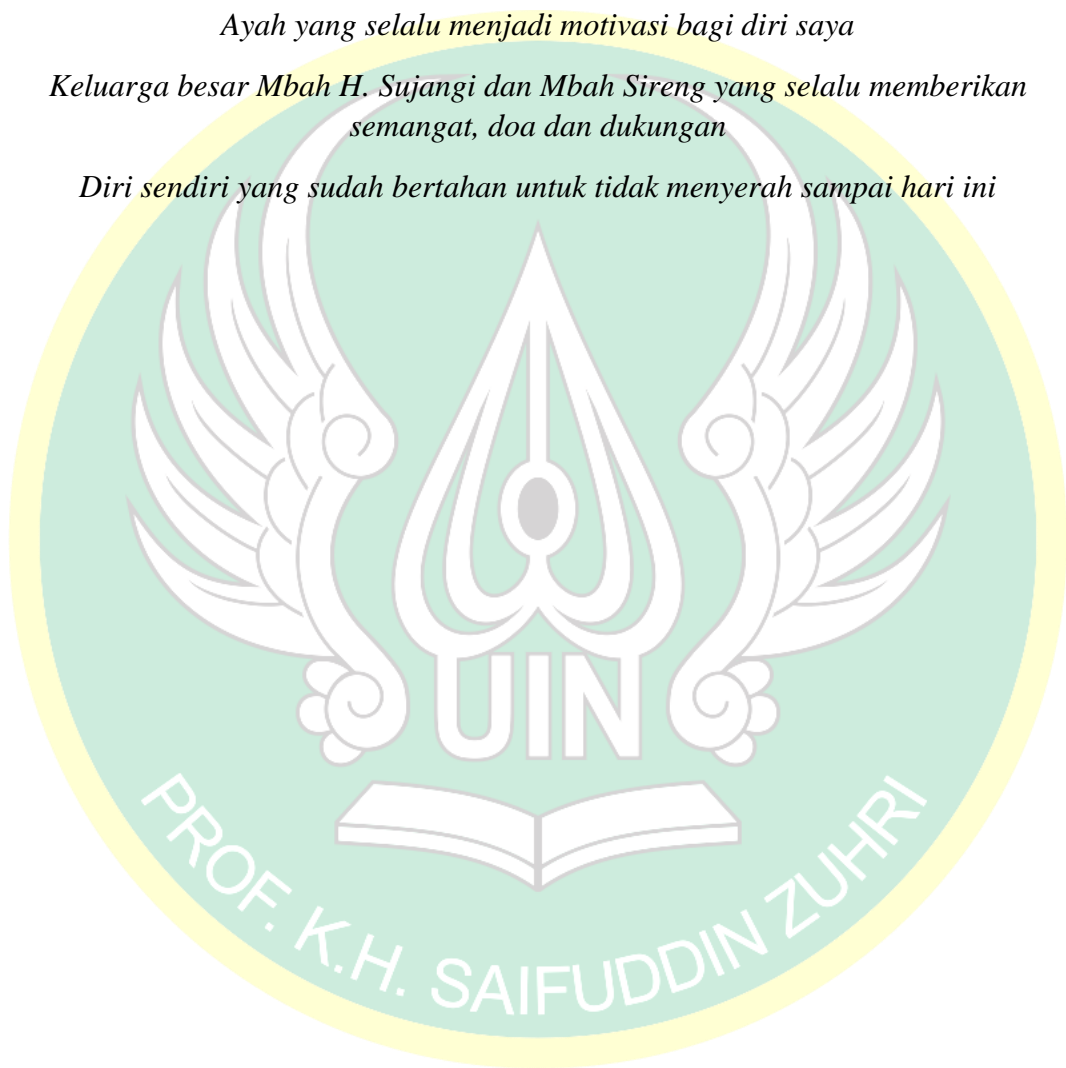 Ayah yang selalu menjadi motivasi bagi diri saya
Keluarga besar Mbah H. Sujangi dan Mbah Sireng yang selalu memberikan
semangat, doa dan dukungan
Diri sendiri yang sudah bertahan untuk tidak menyerah sampai hari ini
UIN
PROF. K.H. SAIFUDDIN ZUHRI